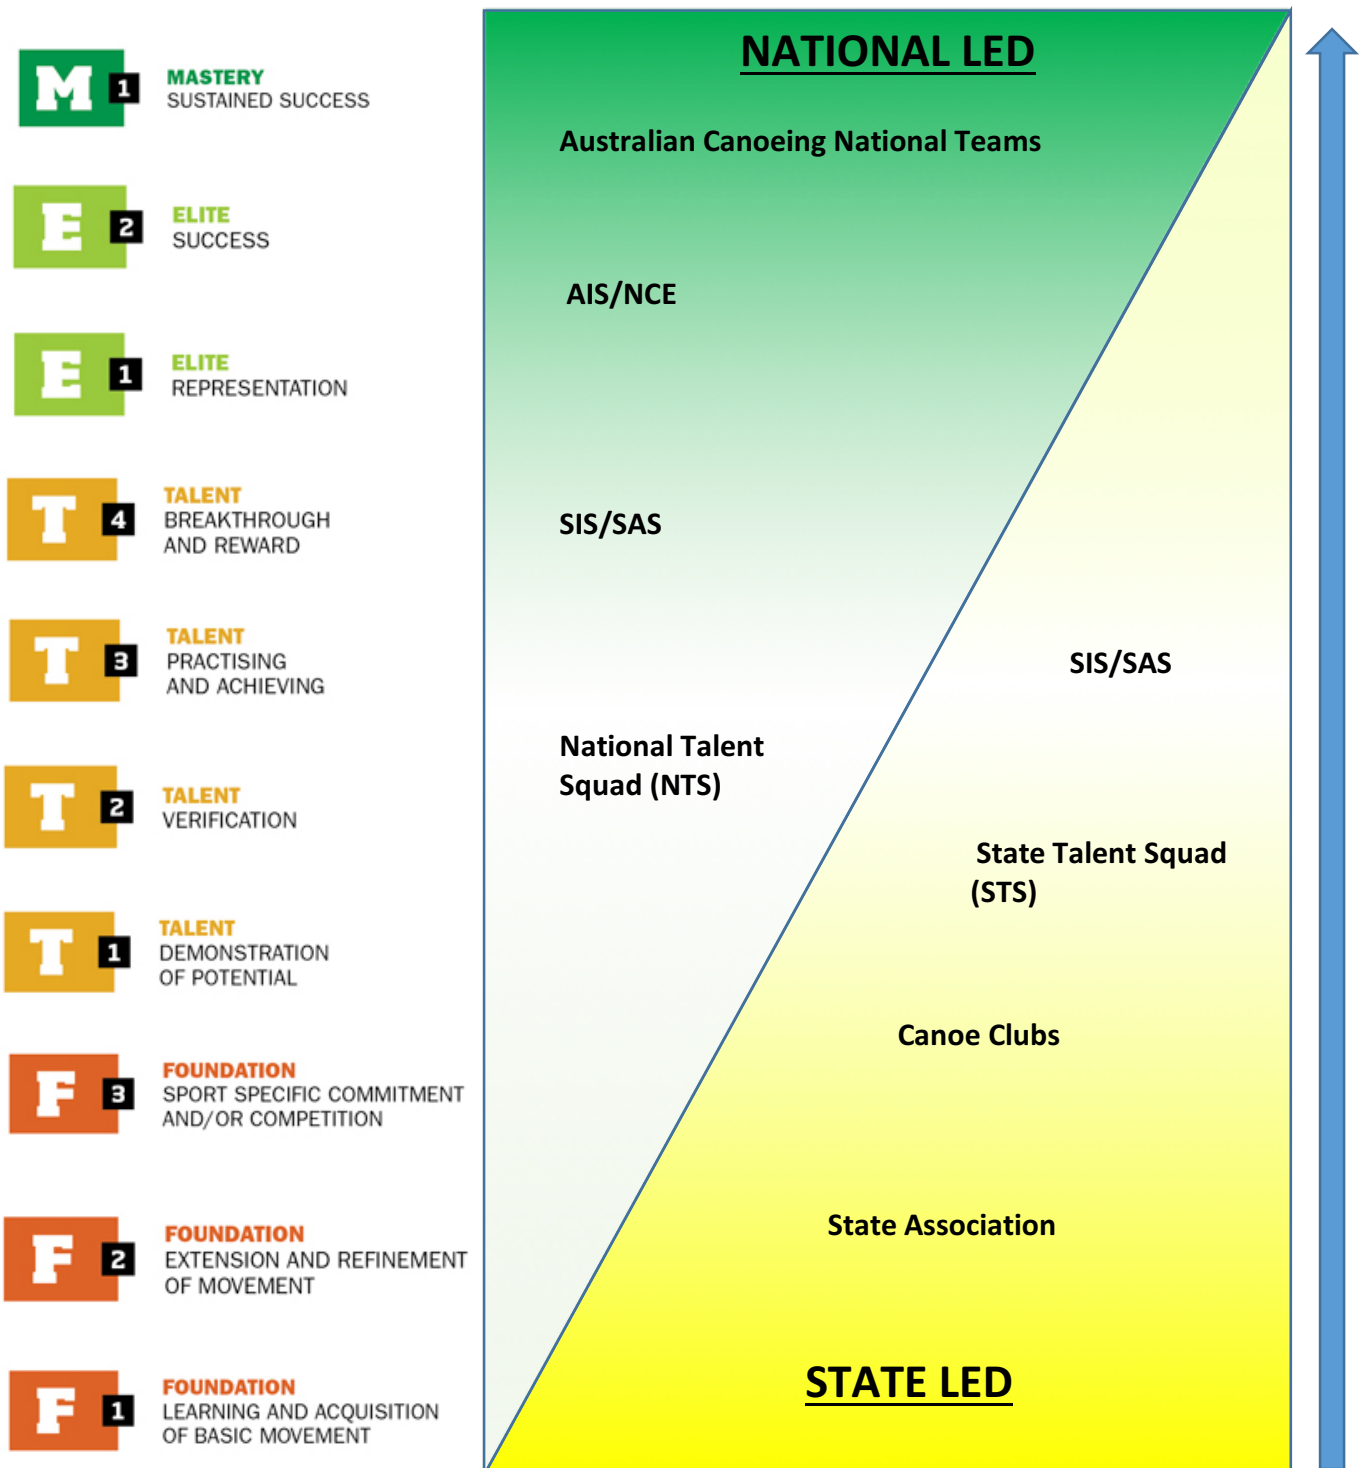 M 1
MASTERY
SUSTAINED SUCCESS
E 2
ELITE
SUCCESS
E 1
ELITE
REPRESENTATION
T 4
TALENT
BREAKTHROUGH
AND REWARD
T 3
TALENT
PRACTISING
AND ACHIEVING
T 2
TALENT
VERIFICATION
T 1
TALENT
DEMONSTRATION
OF POTENTIAL
F 3
FOUNDATION
SPORT SPECIFIC COMMITMENT
AND/OR COMPETITION
F 2
FOUNDATION
EXTENSION AND REFINEMENT
OF MOVEMENT
F 1
FOUNDATION
LEARNING AND ACQUISITION
OF BASIC MOVEMENT
NATIONAL LED
Australian Canoeing National Teams
AIS/NCE
SIS/SAS
National Talent
Squad (NTS)
SIS/SAS
State Talent Squad
(STS)
Canoe Clubs
State Association
STATE LED